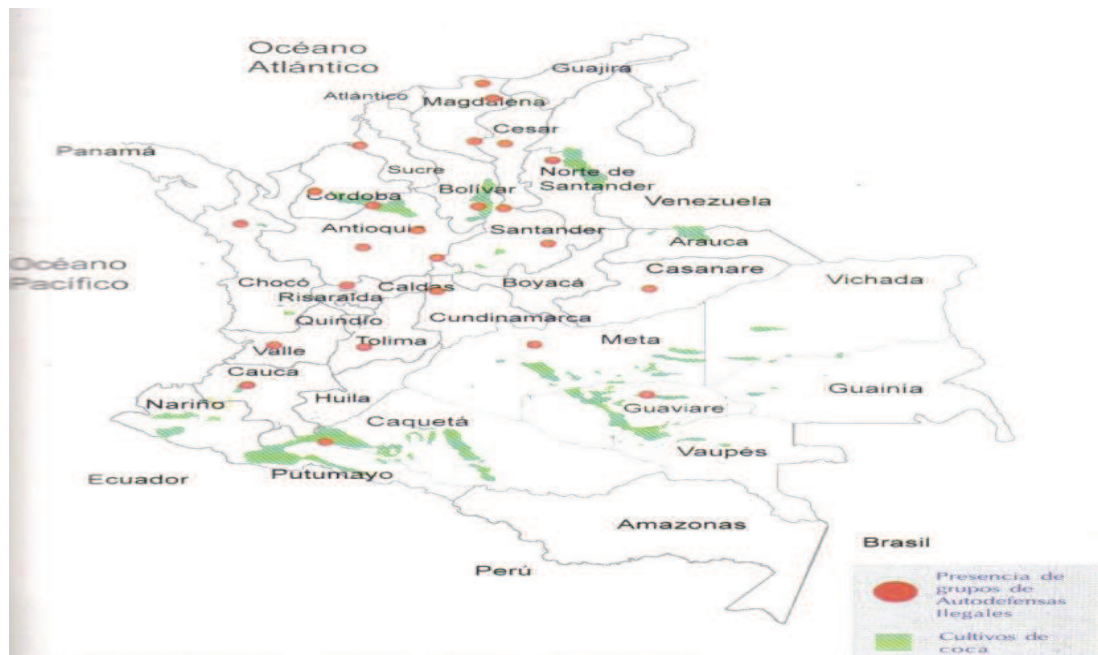 Océano
Atlántico
Guajira
Atlántico
Magdalena
Cesar
Panamá
Sucre
Norte de
Santander
Córdoba
Bolívar
Venezuela
Antioqui
Santander
Arauca
Océano
Pacífico
Casanare
Chocó
Caldas
Boyacá
Vichada
Risaralda
Quindío
Cundinamarca
Tolima
Meta
Valle
Cauca
Guainía
Nariño
Huila
Guaviare
Caquetá
Vaupés
Ecuador
Putumayo
Amazonas
Brasil
Perú
Presencia de
grupos de
Autodefensas
Ilegales
Cultivos de
coca